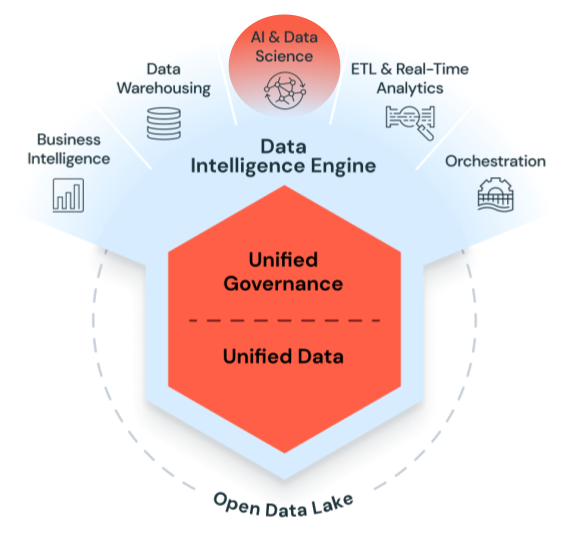 AI & Data
Science
Data
Warehousing
ETL & Real-Time
Analytics
Business
Intelligence
Orchestration
Data
Intelligence Engine
Unified
Governance
Unified Data
Open Data Lake